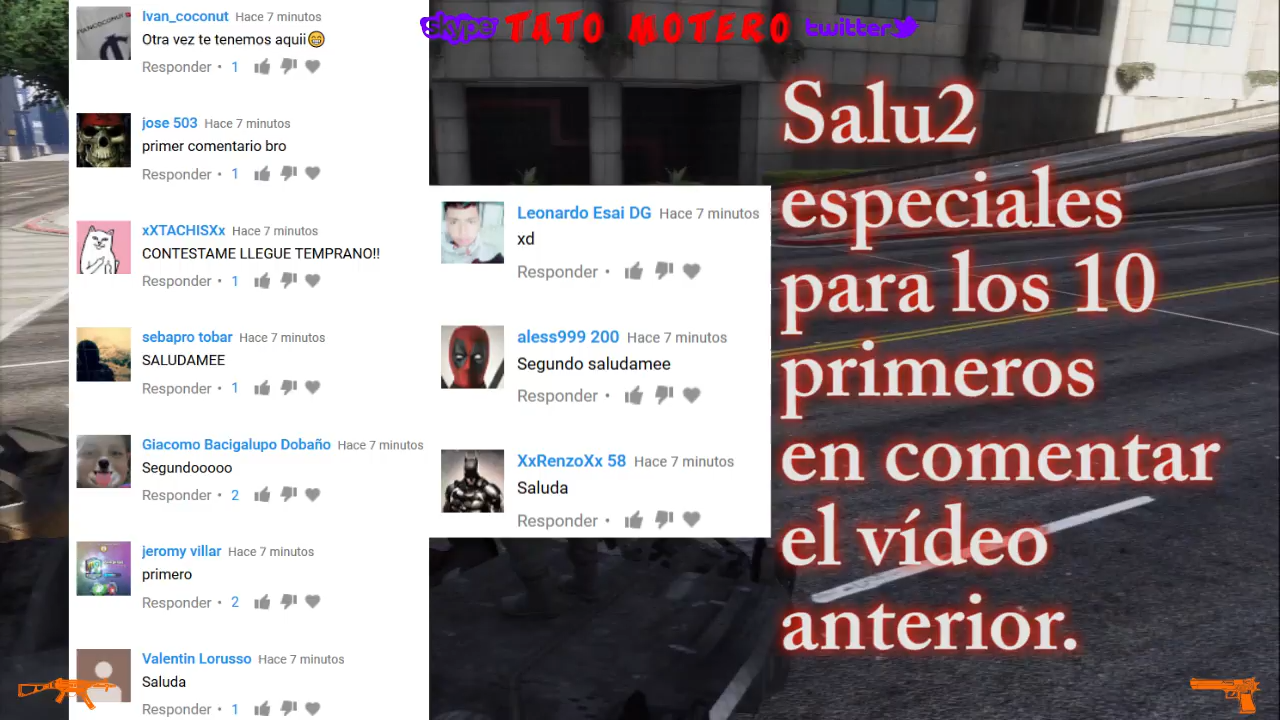 skype TATO MOTERO twitter
Ivan_coconut Hace 7 minutos
Otra vez te tenemos aquii😁
Responder • 1
jose 503 Hace 7 minutos
primer comentario bro
Responder • 1
xXTACHISXx Hace 7 minutos
CONTESTAME LLEGUE TEMPRANO!!
Responder • 1
sebapro tobar Hace 7 minutos
SALUDAMEE
Responder • 1
Giacomo Bacigalupo Dobaño Hace 7 minutos
Segundooooo
Responder • 2
jeromy villar Hace 7 minutos
primero
Responder • 2
Valentin Lorusso Hace 7 minutos
Saluda
Responder • 1
Leonardo Esai DG Hace 7 minutos
xd
Responder •
aless999 200 Hace 7 minutos
Segundo saludamee
Responder •
XxRenzoXx 58 Hace 7 minutos
Saluda
Responder •
Salu2
especiales
para los 10
primeros
en comentar
el vídeo
anterior.